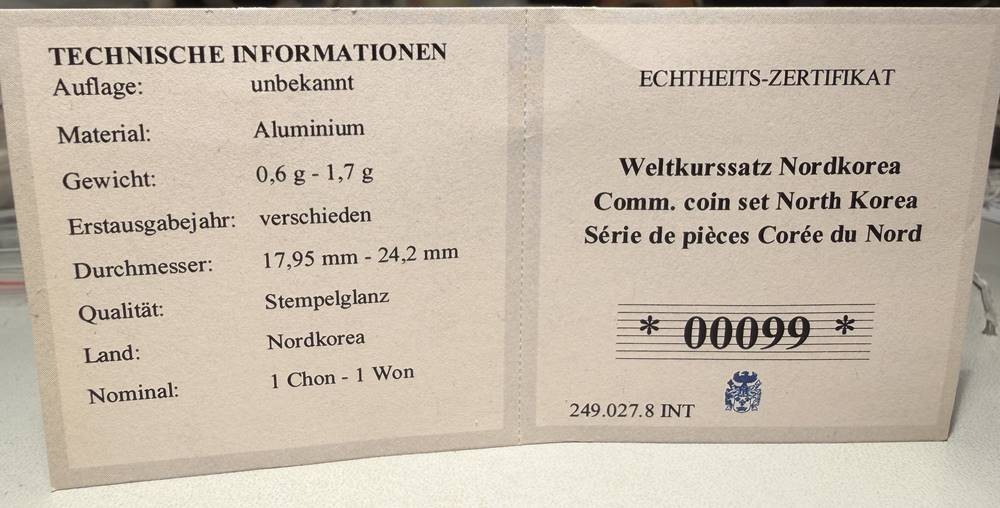 TECHNISCHE INFORMATIONEN
Auflage: unbekannt
Material: Aluminium
Gewicht: 0,6 g - 1,7 g
Erstausgabejahr: verschieden
Durchmesser: 17,95 mm - 24,2 mm
Qualität: Stempelglanz
Land: Nordkorea
Nominal: 1 Chon - 1 Won
ECHTHEITS-ZERTIFIKAT
Weltkurssatz Nordkorea
Comm. coin set North Korea
Série de pièces Corée du Nord
* 00099 *
249.027.8 INT